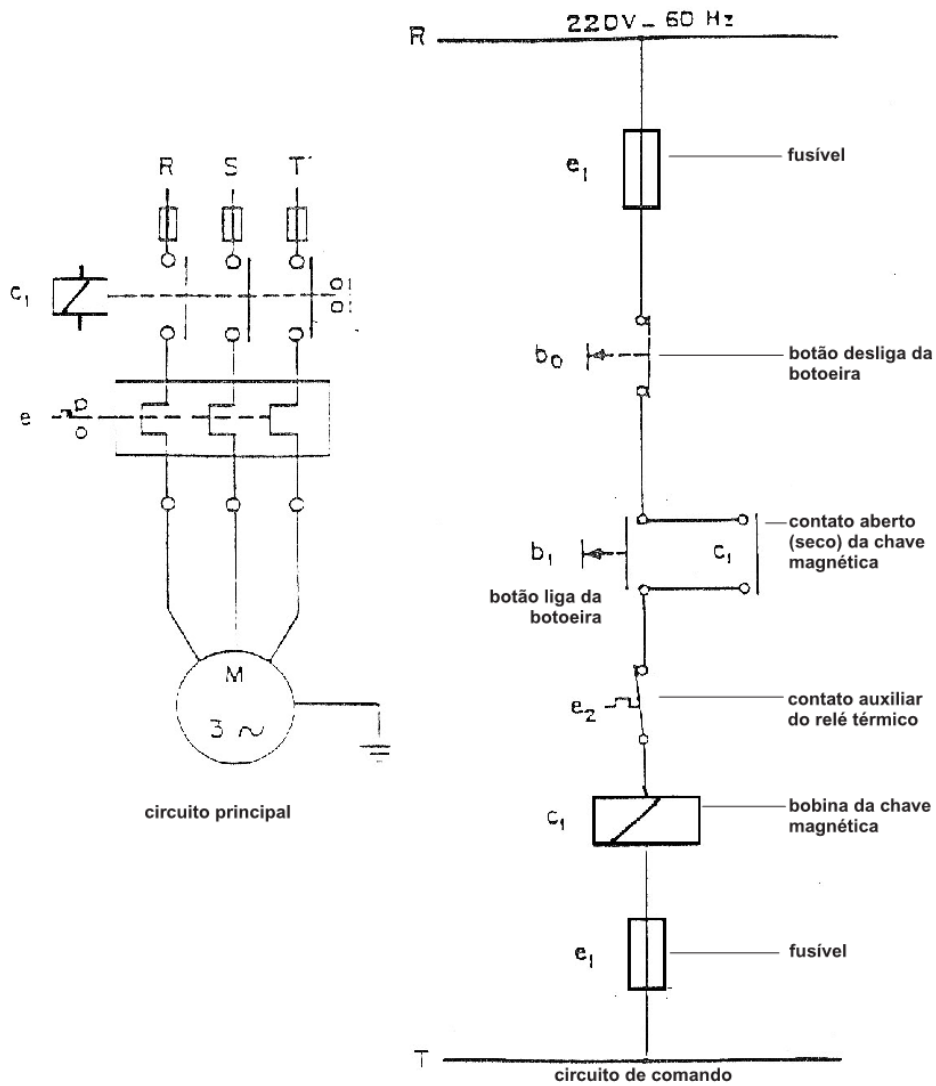 220V - 60 Hz
R
e₁
fusível
R S T
c₁
b₀
botão desliga da
botoeira
e
b₁
c₁
contato aberto
(seco) da chave
magnética
botão liga da
botoeira
M
3 ~
e₂
contato auxiliar
do relé térmico
circuito principal
c₁
bobina da chave
magnética
e₁
fusível
T
circuito de comando